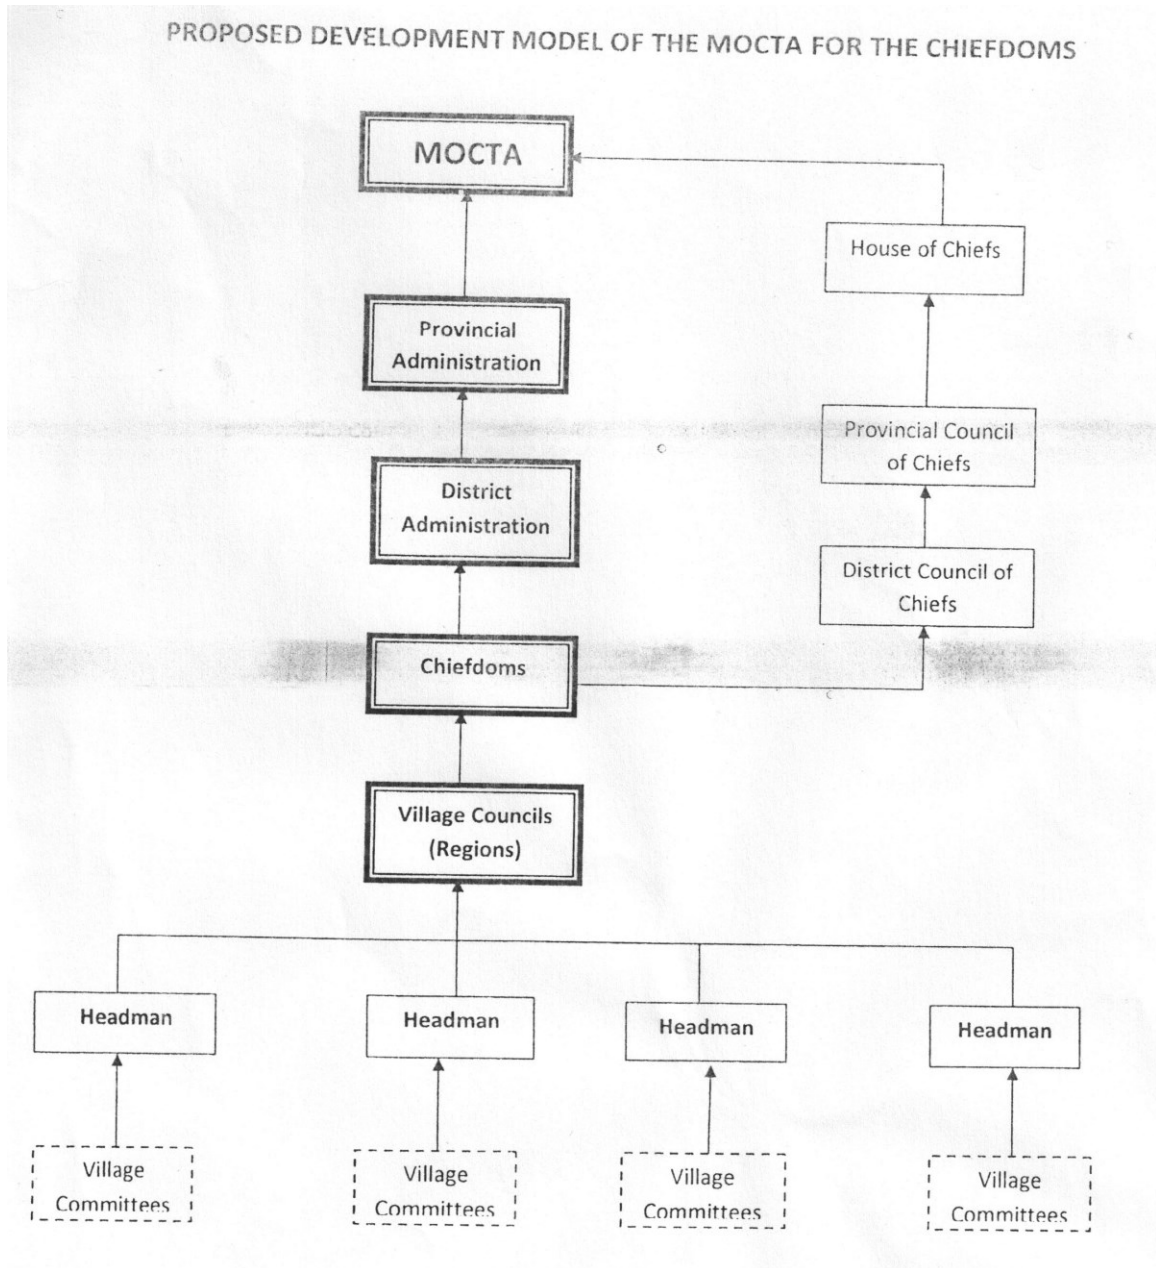 PROPOSED DEVELOPMENT MODEL OF THE MOCTA FOR THE CHIEFDOMS
MOCTA
House of Chiefs
Provincial
Administration
Provincial Council
of Chiefs
District
Administration
District Council of
Chiefs
Chiefdoms
Village Councils
(Regions)
Headman
Headman
Headman
Headman
Village
Committees
Village
Committees
Village
Committees
Village
Committees